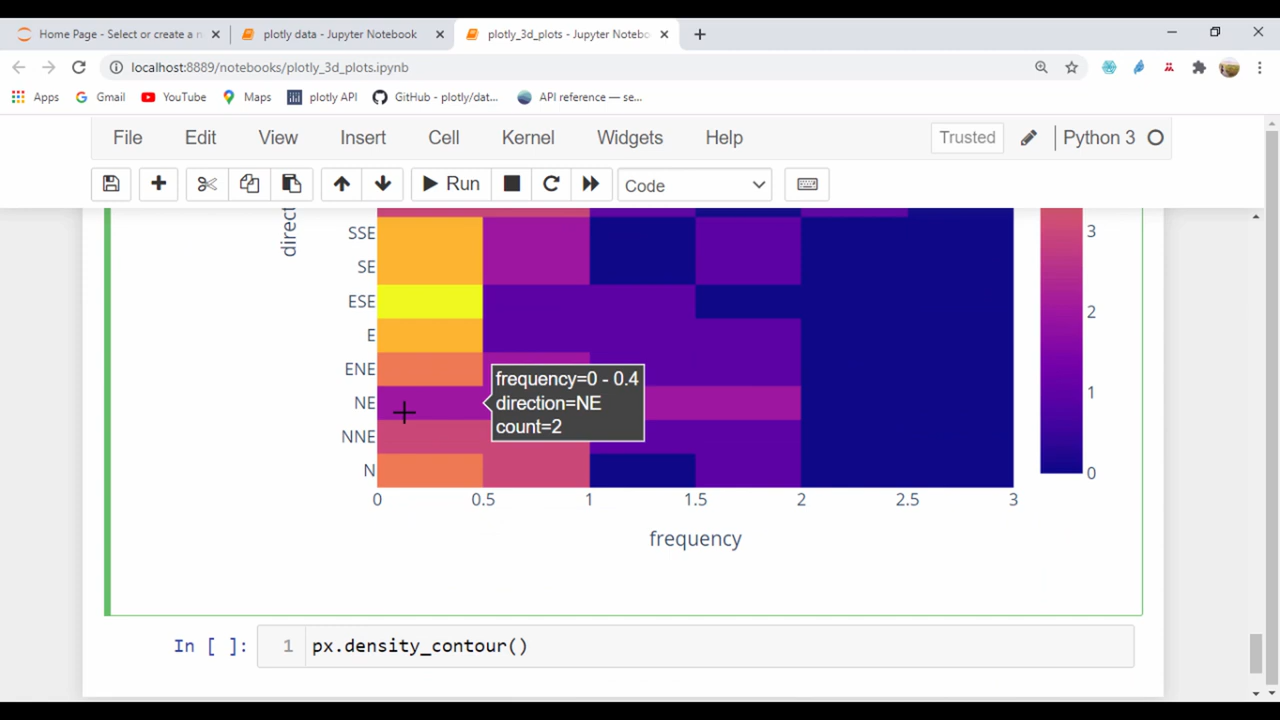 Home Page - Select or create a n
plotly data - Jupyter Notebook
plotly_3d_plots - Jupyter Notebo
localhost:8889/notebooks/plotly_3d_plots.ipynb
Apps Gmail YouTube Maps plotly API GitHub - plotly/dat... API reference — se...
File Edit View Insert Cell Kernel Widgets Help Trusted Python 3
Run Code
direct
SSE 3
SE
ESE 2
E
ENE
frequency=0 - 0.4
NE direction=NE 1
count=2
NNE
N 0
0 0.5 1 1.5 2 2.5 3
frequency
In [ ]: 1 px.density_contour()